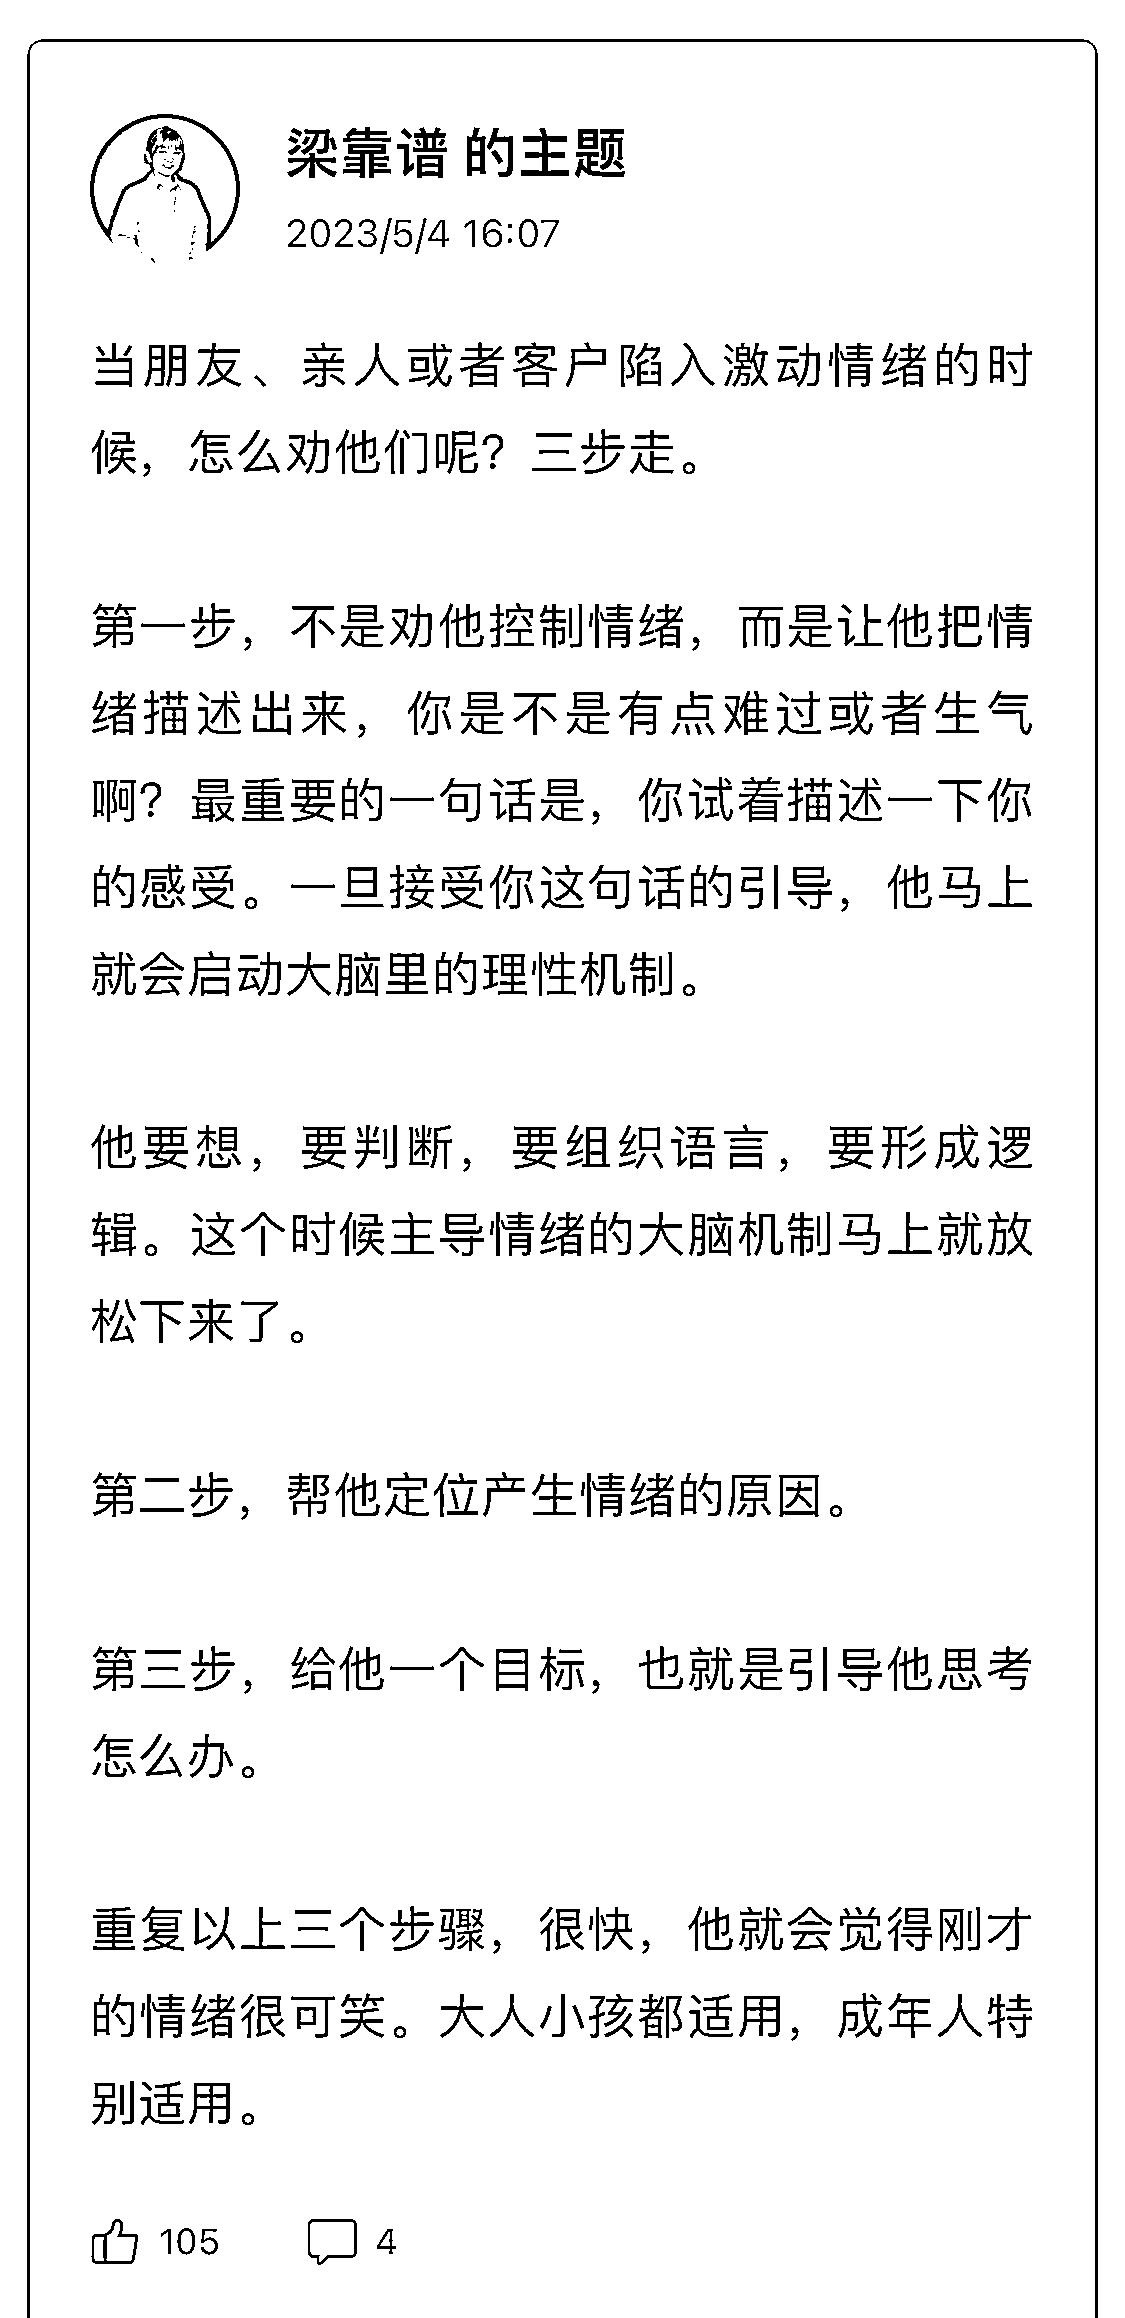 梁靠谱 的主题
2023/5/4 16:07
当朋友、亲人或者客户陷入激动情绪的时
候，怎么劝他们呢？三步走。
第一步，不是劝他控制情绪，而是让他把情
绪描述出来，你是不是有点难过或者生气
啊？最重要的一句话是，你试着描述一下你
的感受。一旦接受你这句话的引导，他马上
就会启动大脑里的理性机制。
他要想，要判断，要组织语言，要形成逻
辑。这个时候主导情绪的大脑机制马上就放
松下来了。
第二步，帮他定位产生情绪的原因。
第三步，给他一个目标，也就是引导他思考
怎么办。
重复以上三个步骤，很快，他就会觉得刚才
的情绪很可笑。大人小孩都适用，成年人特
别适用。
105 4